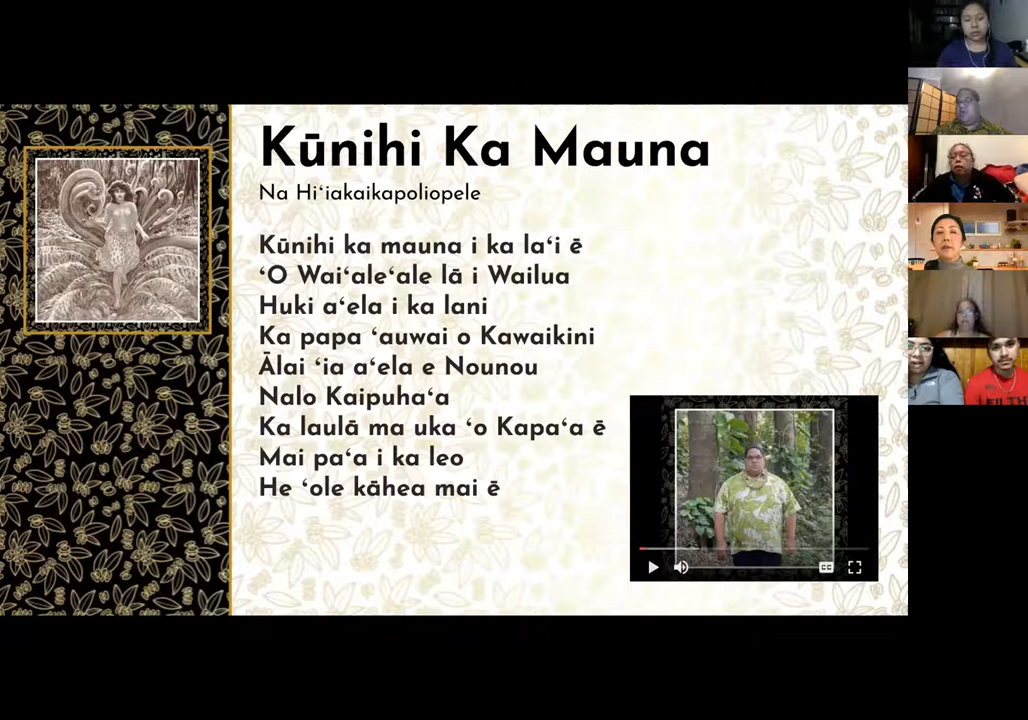 Kūnihi Ka Mauna
Na Hiʻiakaikapoliopele
Kūnihi ka mauna i ka laʻi ē
ʻO Waiʻaleʻale lā i Wailua
Huki aʻela i ka lani
Ka papa ʻauwai o Kawaikini
Ālai ʻia aʻela e Nounou
Nalo Kaipuhaʻa
Ka laulā ma uka ʻo Kapaʻa ē
Mai paʻa i ka leo
He ʻole kāhea mai ē
CC